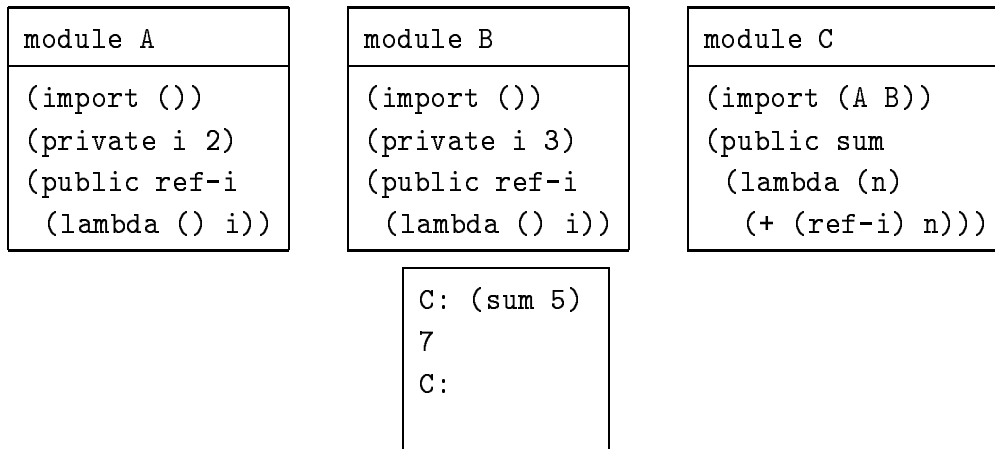 module A
(import ())
(private i 2)
(public ref-i
(lambda () i))
module B
(import ())
(private i 3)
(public ref-i
(lambda () i))
module C
(import (A B))
(public sum
(lambda (n)
(+ (ref-i) n)))
C: (sum 5)
7
C: